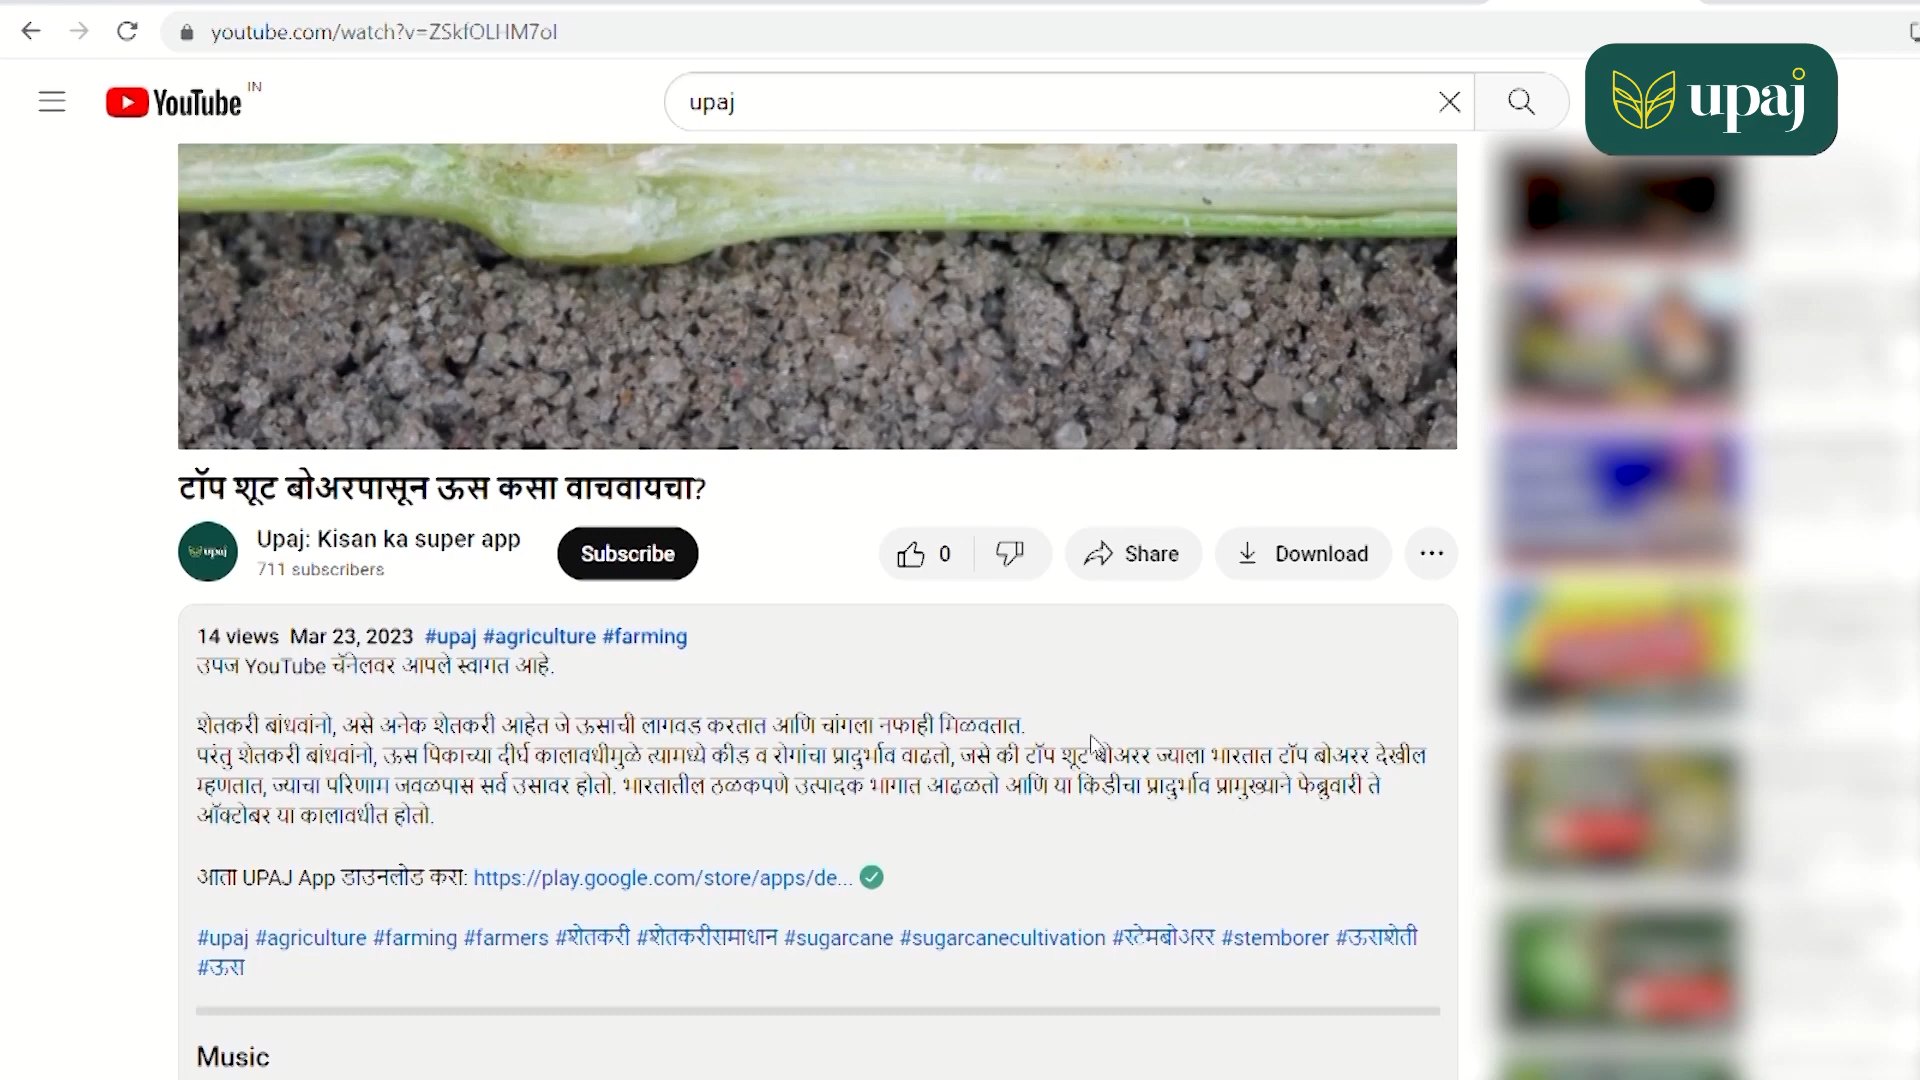 youtube.com/watch?v=ZSkfOLHM7oI
YouTube IN
upaj
upaj
टॉप शूट बोअरपासून ऊस कसा वाचवायचा?
upaj
Upaj: Kisan ka super app
711 subscribers
Subscribe
0
Share
Download
14 views Mar 23, 2023 #upaj #agriculture #farming
उपज YouTube चॅनेलवर आपले स्वागत आहे.
शेतकरी बांधवांनो, असे अनेक शेतकरी आहेत जे ऊसाची लागवड करतात आणि चांगला नफाही मिळवतात.
परंतु शेतकरी बांधवांनो, ऊस पिकाच्या दीर्घ कालावधीमुळे त्यामध्ये कीड व रोगांचा प्रादुर्भाव वाढतो, जसे की टॉप शूट बोअरर ज्याला भारतात टॉप बोअरर देखील
म्हणतात, ज्याचा परिणाम जवळपास सर्व उसावर होतो. भारतातील ठळकपणे उत्पादक भागात आढळतो आणि या किडीचा प्रादुर्भाव प्रामुख्याने फेब्रुवारी ते
ऑक्टोबर या कालावधीत होतो.
आता UPAJ App डाउनलोड करा: https://play.google.com/store/apps/de...
#upaj #agriculture #farming #farmers #शेतकरी #शेतकरीसमाधान #sugarcane #sugarcanecultivation #स्टेमबोअरर #stemborer #ऊसशेती
#ऊस
Music